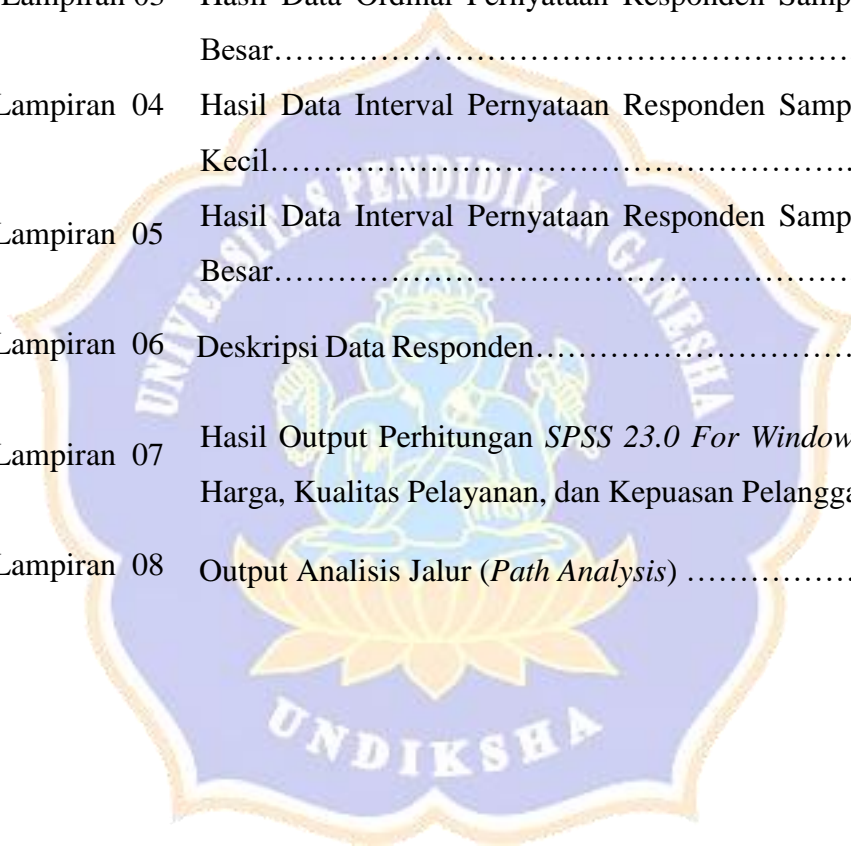 Lampiran 03 Hasil Data Ordinal Pernyataan Responden Samp
Besar……………………………………………………
Lampiran 04 Hasil Data Interval Pernyataan Responden Samp
Kecil……………………………………………………
Lampiran 05 Hasil Data Interval Pernyataan Responden Samp
Besar……………………………………………………
Lampiran 06 Deskripsi Data Responden…………………………
Lampiran 07 Hasil Output Perhitungan SPSS 23.0 For Window
Harga, Kualitas Pelayanan, dan Kepuasan Pelangga
Lampiran 08 Output Analisis Jalur (Path Analysis) ………………
UNIVERSITAS PENDIDIKAN GANESHA
UNDIKSHA